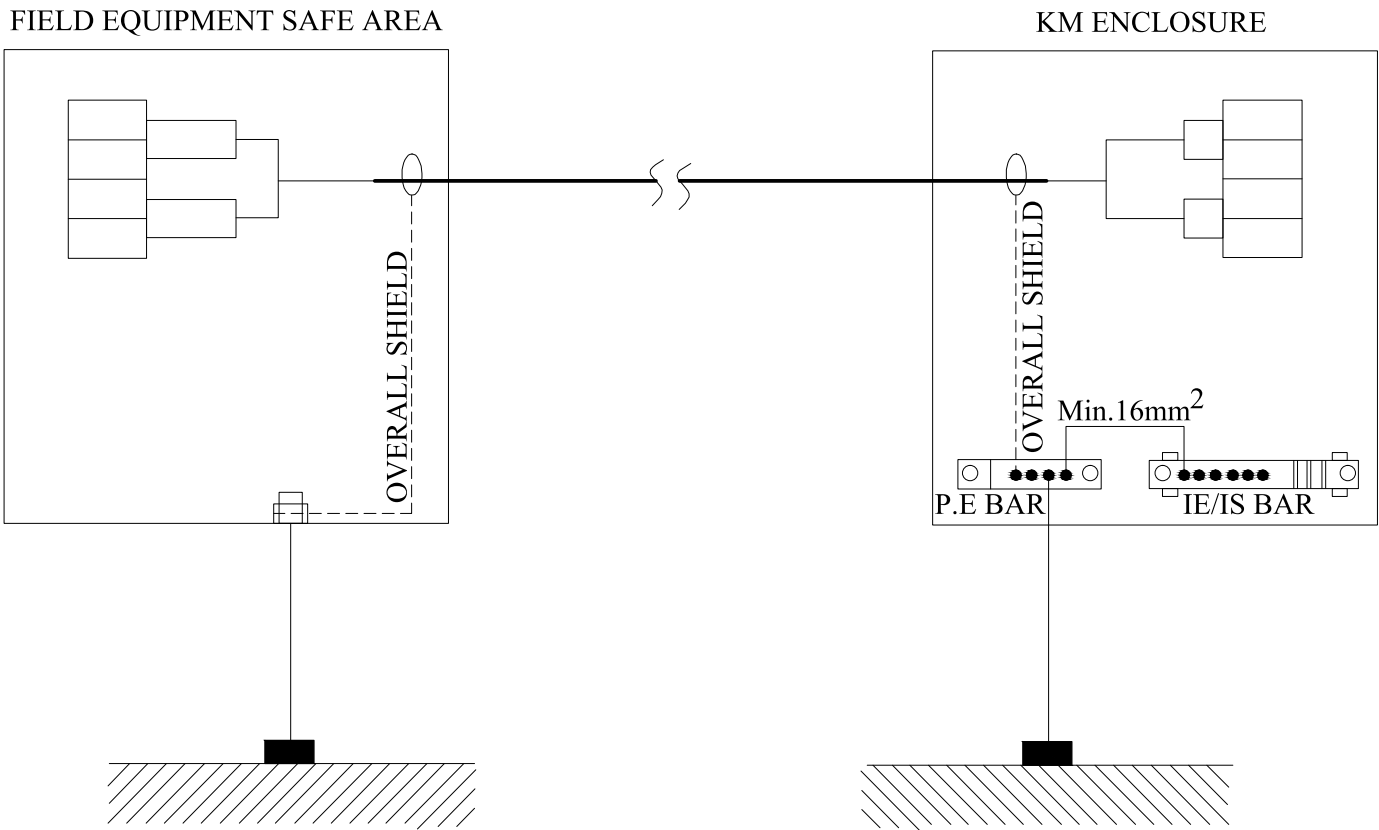 FIELD EQUIPMENT SAFE AREA
KM ENCLOSURE
OVERALL SHIELD
OVERALL SHIELD
Min.16mm²
P.E BAR
IE/IS BAR